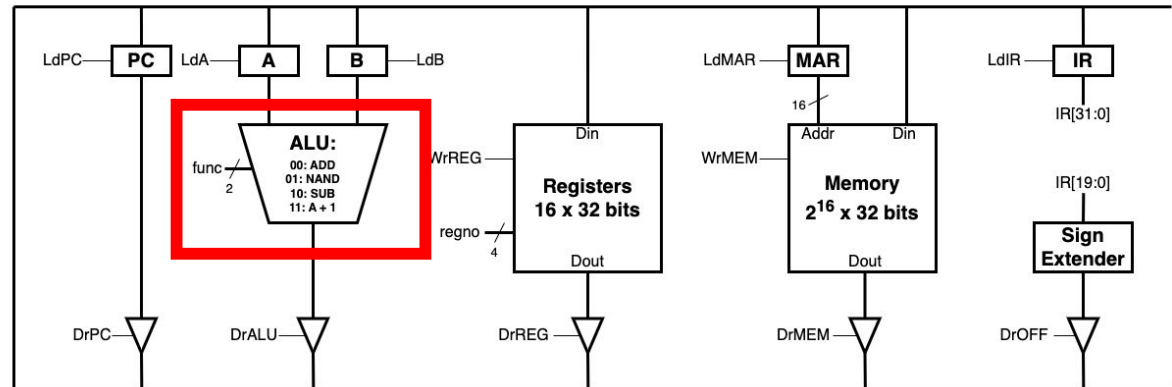 LdPC
PC
LdA
A
B
LdB
LdMAR
MAR
LdIR
IR
16
IR[31:0]
ALU:
00: ADD
01: NAND
10: SUB
11: A + 1
func
2
WrREG
Din
Registers
16 x 32 bits
regno
4
Dout
WrMEM
Addr
Din
Memory
2^16 x 32 bits
Dout
IR[19:0]
Sign
Extender
DrPC
DrALU
DrREG
DrMEM
DrOFF